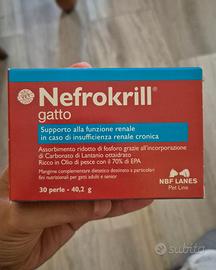 Nefrokrill®
gatto
Supporto alla funzione renale
in caso di insufficienza renale cronica
Assorbimento ridotto di fosforo grazie all'incorporazione
di Carbonato di Lantanio ottaidrato
Ricco in Olio di pesce con il 70% di EPA
Mangime complementare dietetico destinato a particolari
fini nutrizionali per gatti adulti e senior
30 perle - 40,2 g
NBF LANES
Pet Line
subito